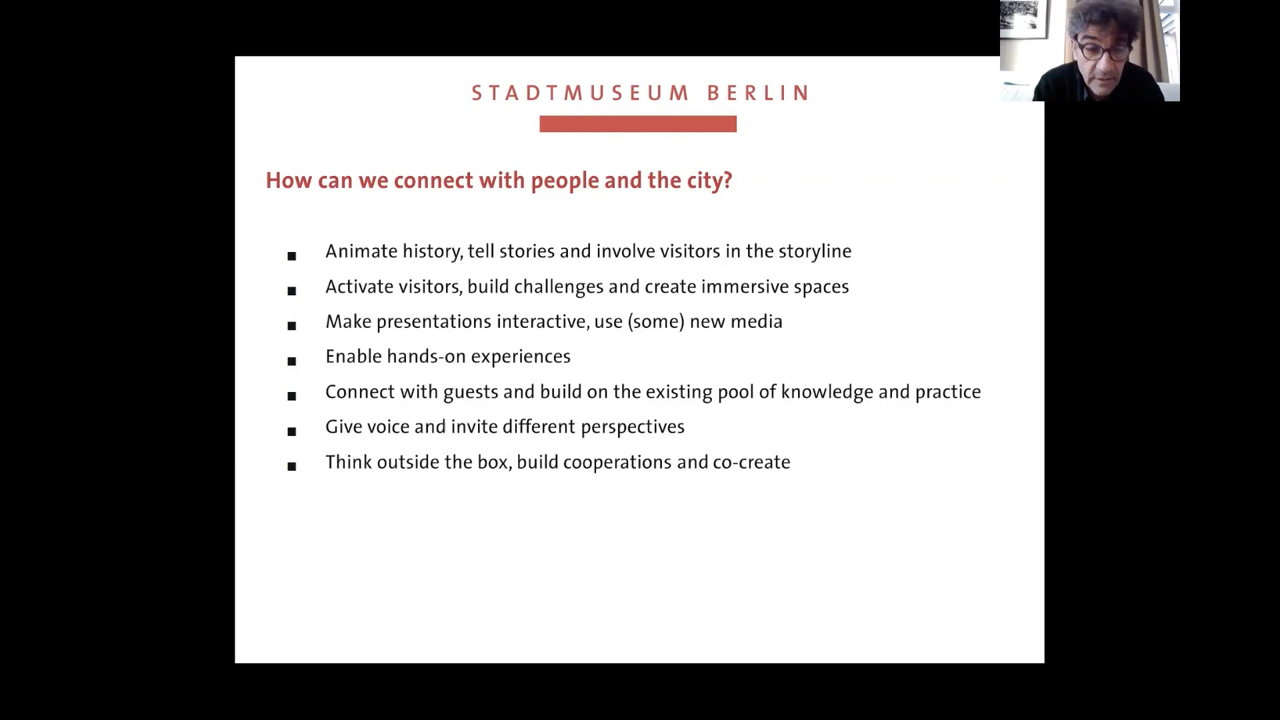 STADTMUSEUM BERLIN
How can we connect with people and the city?
Animate history, tell stories and involve visitors in the storyline
Activate visitors, build challenges and create immersive spaces
Make presentations interactive, use (some) new media
Enable hands-on experiences
Connect with guests and build on the existing pool of knowledge and practice
Give voice and invite different perspectives
Think outside the box, build cooperations and co-create